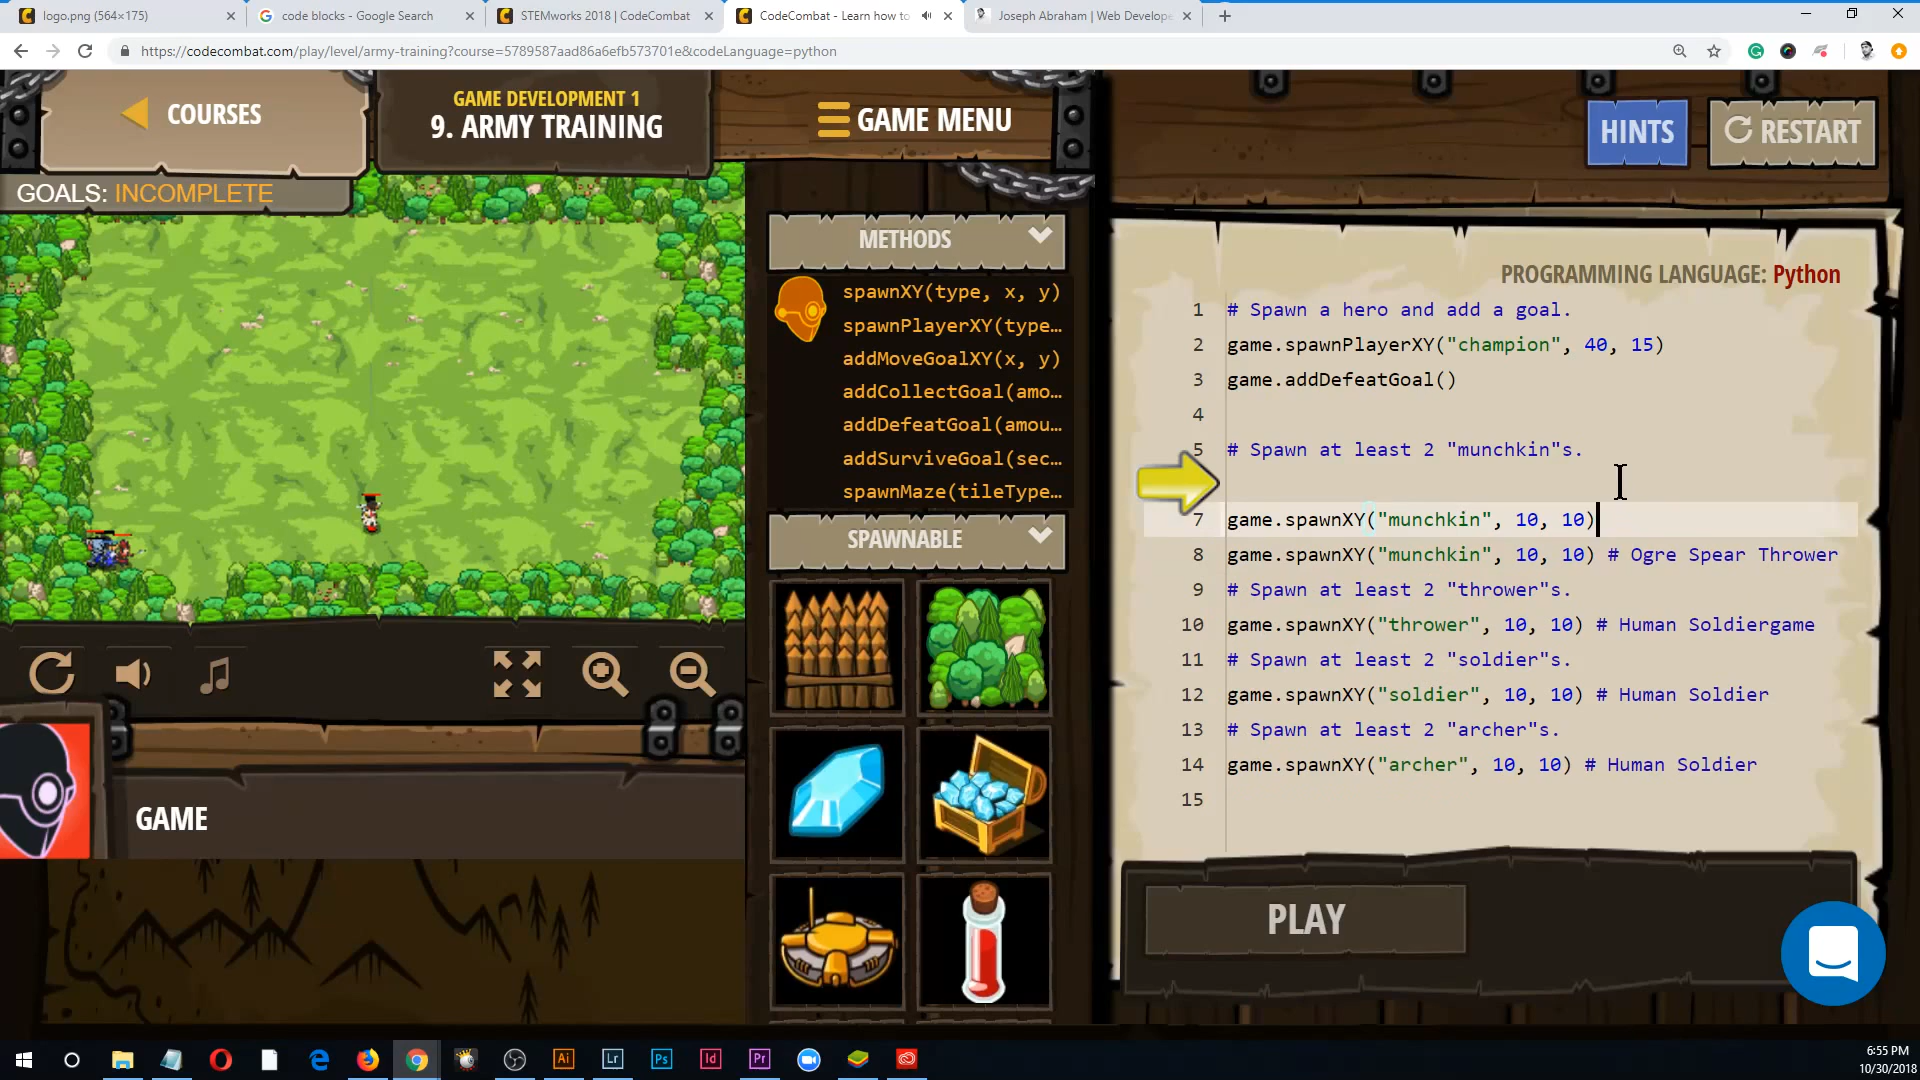 logo.png (564×175)
code blocks - Google Search
STEMworks 2018 | CodeCombat
CodeCombat - Learn how to
Joseph Abraham | Web Develope
https://codecombat.com/play/level/army-training?course=5789587aad86a6efb573701e&codeLanguage=python
COURSES
GAME DEVELOPMENT 1
9. ARMY TRAINING
GAME MENU
HINTS
RESTART
GOALS: INCOMPLETE
METHODS
spawnXY(type, x, y)
spawnPlayerXY(type…
addMoveGoalXY(x, y)
addCollectGoal(amo…
addDefeatGoal(amou…
addSurviveGoal(sec…
spawnMaze(tileType…
SPAWNABLE
PROGRAMMING LANGUAGE: Python
1 # Spawn a hero and add a goal.
2 game.spawnPlayerXY("champion", 40, 15)
3 game.addDefeatGoal()
4
5 # Spawn at least 2 "munchkin"s.
7 game.spawnXY("munchkin", 10, 10)
8 game.spawnXY("munchkin", 10, 10) # Ogre Spear Thrower
9 # Spawn at least 2 "thrower"s.
10 game.spawnXY("thrower", 10, 10) # Human Soldiergame
11 # Spawn at least 2 "soldier"s.
12 game.spawnXY("soldier", 10, 10) # Human Soldier
13 # Spawn at least 2 "archer"s.
14 game.spawnXY("archer", 10, 10) # Human Soldier
15
GAME
PLAY
Ai
Lr
Ps
Id
Pr
6:55 PM
10/30/2018